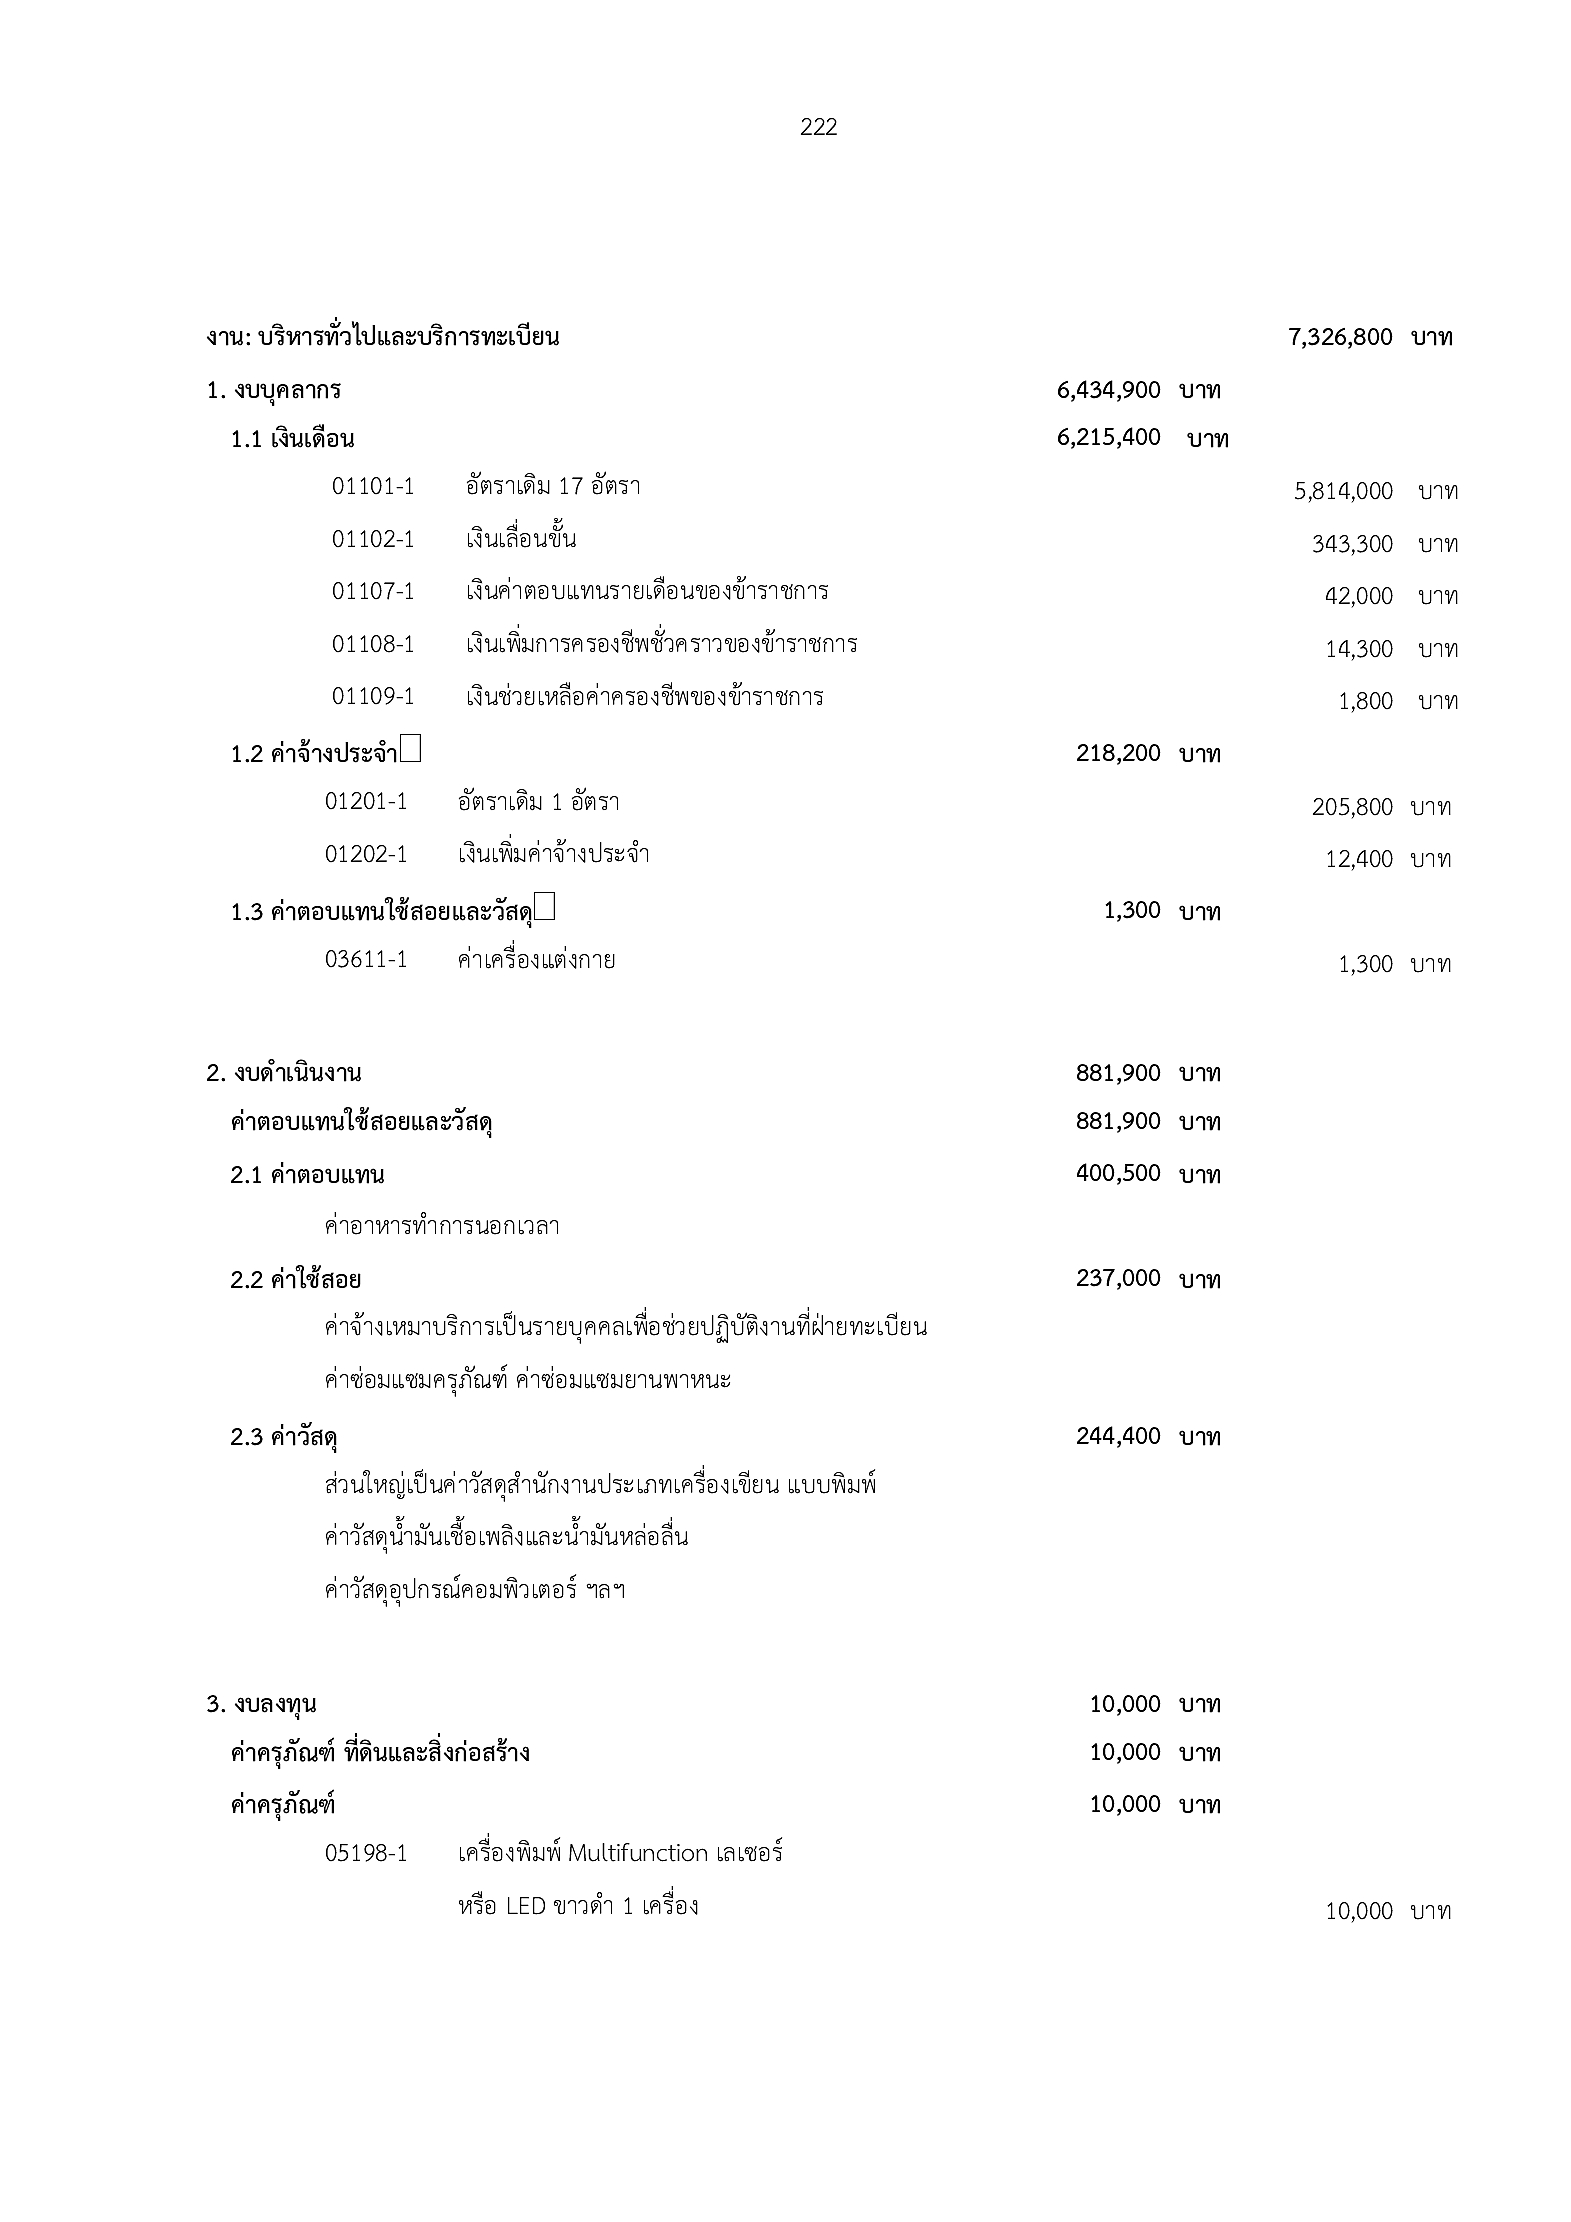 222
งาน: บริหารทั่วไปและบริการทะเบียน 7,326,800 บาท
1. งบบุคลากร 6,434,900 บาท
1.1 เงินเดือน 6,215,400 บาท
01101-1 อัตราเดิม 17 อัตรา 5,814,000 บาท
01102-1 เงินเลื่อนขั้น 343,300 บาท
01107-1 เงินค่าตอบแทนรายเดือนของข้าราชการ 42,000 บาท
01108-1 เงินเพิ่มการครองชีพชั่วคราวของข้าราชการ 14,300 บาท
01109-1 เงินช่วยเหลือค่าครองชีพของข้าราชการ 1,800 บาท
1.2 ค่าจ้างประจำ 218,200 บาท
01201-1 อัตราเดิม 1 อัตรา 205,800 บาท
01202-1 เงินเพิ่มค่าจ้างประจำ 12,400 บาท
1.3 ค่าตอบแทนใช้สอยและวัสดุ 1,300 บาท
03611-1 ค่าเครื่องแต่งกาย 1,300 บาท
2. งบดำเนินงาน 881,900 บาท
ค่าตอบแทนใช้สอยและวัสดุ 881,900 บาท
2.1 ค่าตอบแทน 400,500 บาท
ค่าอาหารทำการนอกเวลา
2.2 ค่าใช้สอย 237,000 บาท
ค่าจ้างเหมาบริการเป็นรายบุคคลเพื่อช่วยปฏิบัติงานที่ฝ่ายทะเบียน
ค่าซ่อมแซมครุภัณฑ์ ค่าซ่อมแซมยานพาหนะ
2.3 ค่าวัสดุ 244,400 บาท
ส่วนใหญ่เป็นค่าวัสดุสำนักงานประเภทเครื่องเขียน แบบพิมพ์
ค่าวัสดุน้ำมันเชื้อเพลิงและน้ำมันหล่อลื่น
ค่าวัสดุอุปกรณ์คอมพิวเตอร์ ฯลฯ
3. งบลงทุน 10,000 บาท
ค่าครุภัณฑ์ ที่ดินและสิ่งก่อสร้าง 10,000 บาท
ค่าครุภัณฑ์ 10,000 บาท
05198-1 เครื่องพิมพ์ Multifunction เลเซอร์
หรือ LED ขาวดำ 1 เครื่อง 10,000 บาท